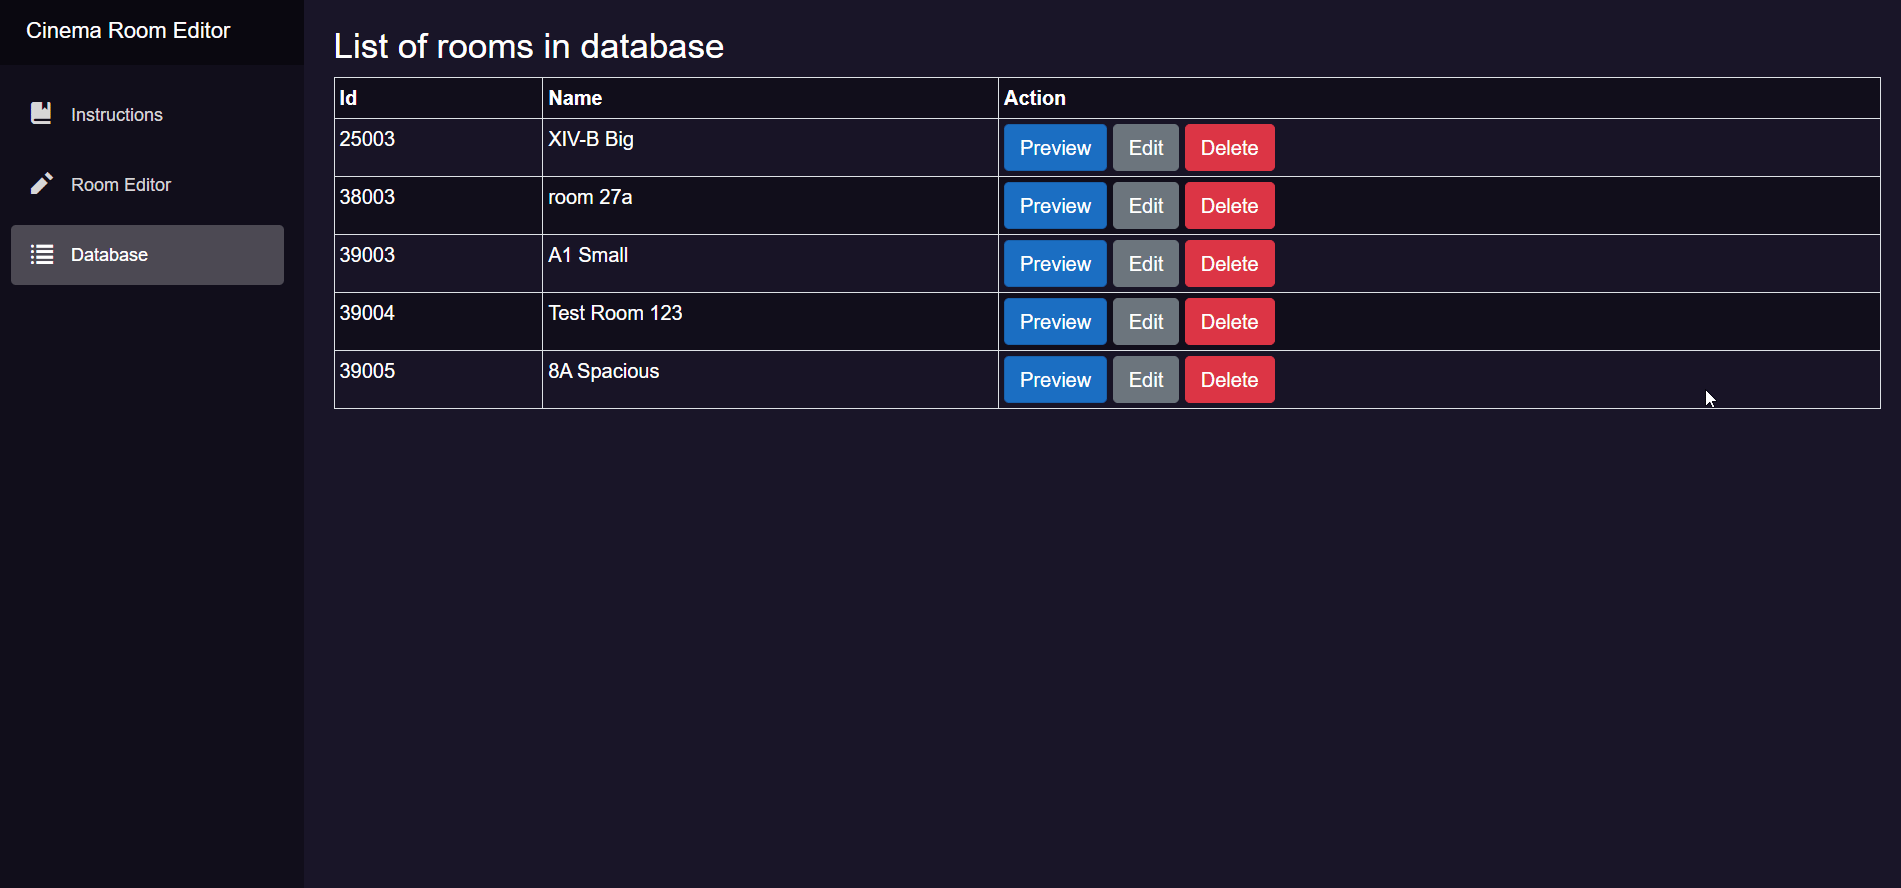 Cinema Room Editor
Instructions
Room Editor
Database
List of rooms in database
Id Name Action
25003 XIV-B Big Preview Edit Delete
38003 room 27a Preview Edit Delete
39003 A1 Small Preview Edit Delete
39004 Test Room 123 Preview Edit Delete
39005 8A Spacious Preview Edit Delete